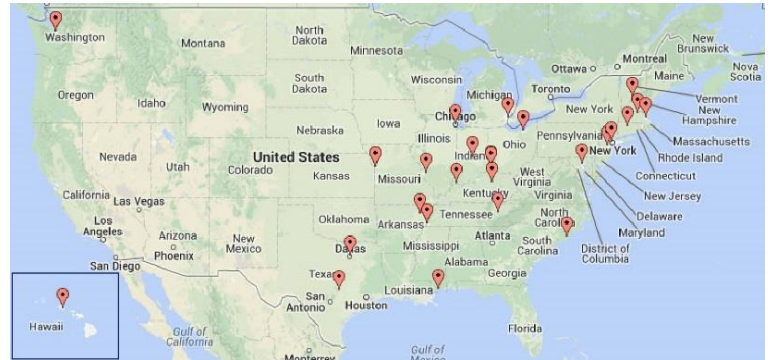 Washington
Montana
North
Dakota
Minnesota
Ottawa
Montreal
New
Brunswick
Nova
Scotia
Maine
Oregon
Idaho
Wyoming
South
Dakota
Wisconsin
Michigan
Toronto
Vermont
New
Hampshire
New York
Massachusetts
Rhode Island
Connecticut
New Jersey
Delaware
Maryland
District of
Columbia
Nebraska
Iowa
Chicago
Illinois
Indiana
Ohio
Pennsylvania
New York
Nevada
Utah
Colorado
United States
Kansas
Missouri
West
Virginia
Kentucky
Virginia
California
Las Vegas
Los
Angeles
San Diego
Arizona
Phoenix
New
Mexico
Oklahoma
Arkansas
Tennessee
North
Carolina
South
Carolina
Atlanta
Mississippi
Alabama
Georgia
Dallas
Texas
San
Antonio
Houston
Louisiana
Florida
Hawaii
Gulf of
California
Monterrey
Gulf of